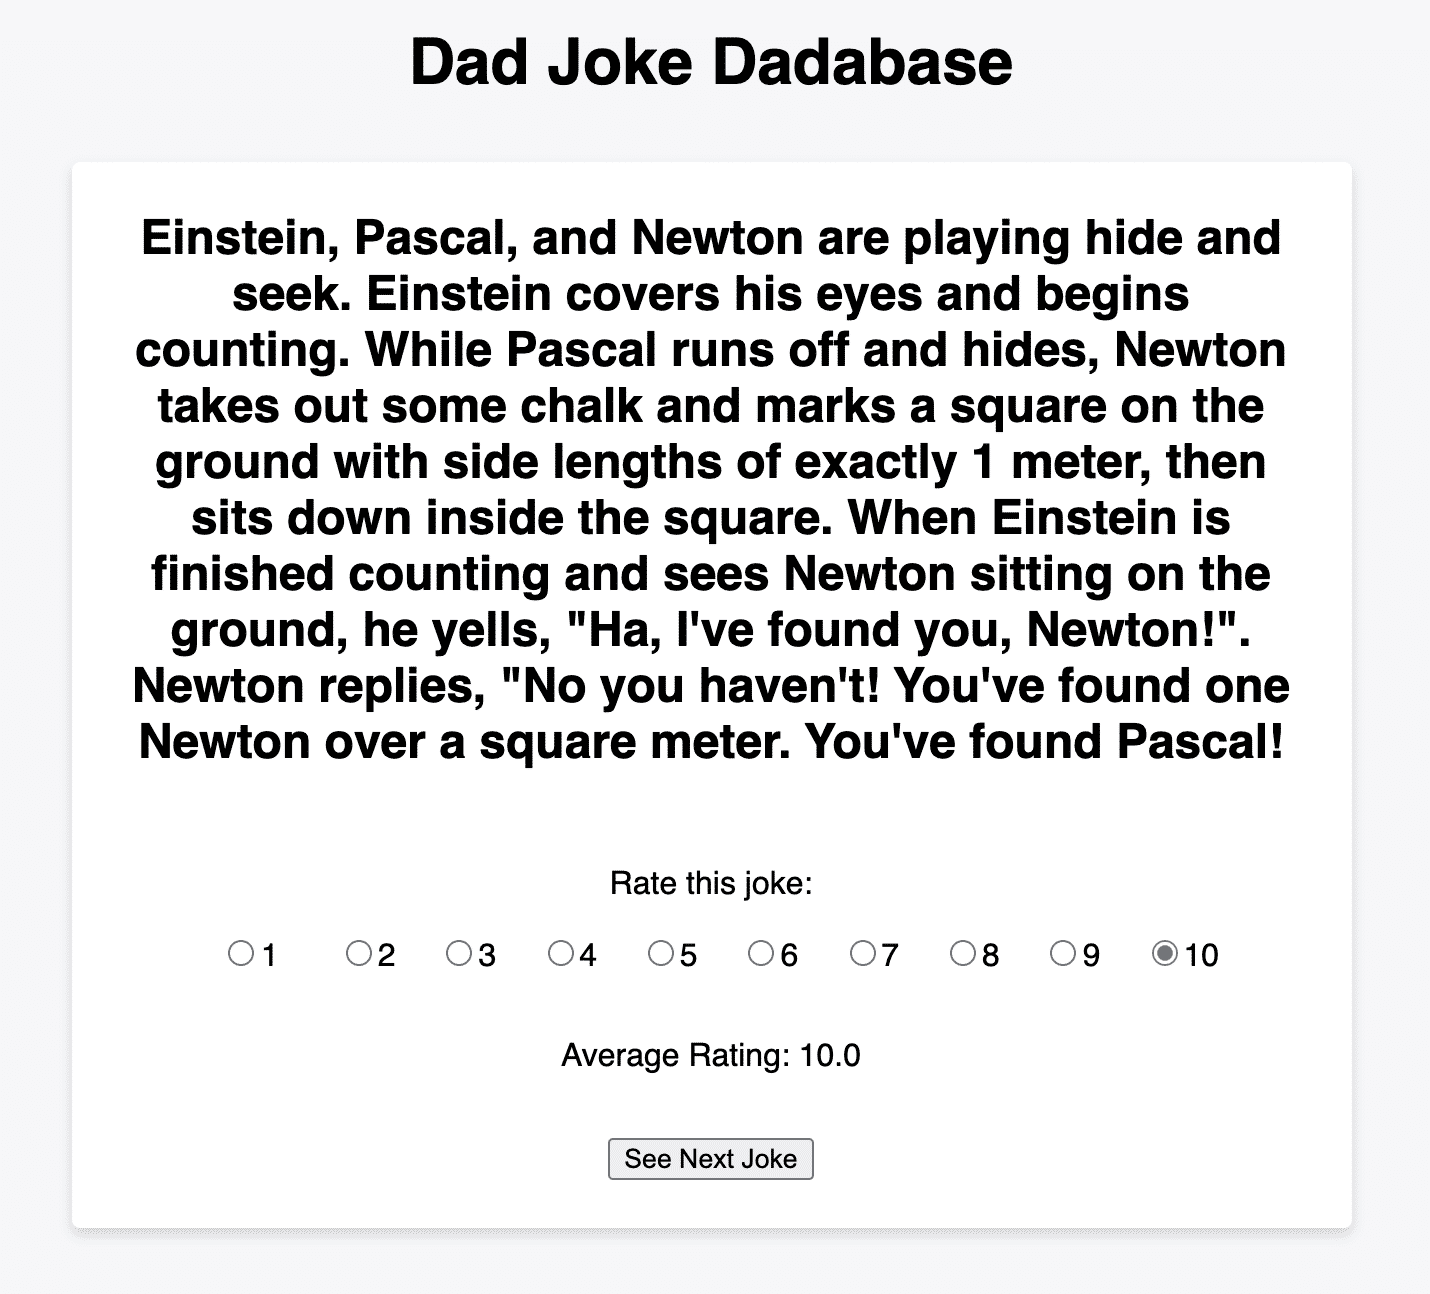 Dad Joke Dadabase
Einstein, Pascal, and Newton are playing hide and
seek. Einstein covers his eyes and begins
counting. While Pascal runs off and hides, Newton
takes out some chalk and marks a square on the
ground with side lengths of exactly 1 meter, then
sits down inside the square. When Einstein is
finished counting and sees Newton sitting on the
ground, he yells, "Ha, I've found you, Newton!".
Newton replies, "No you haven't! You've found one
Newton over a square meter. You've found Pascal!
Rate this joke:
1 2 3 4 5 6 7 8 9 10
Average Rating: 10.0
See Next Joke